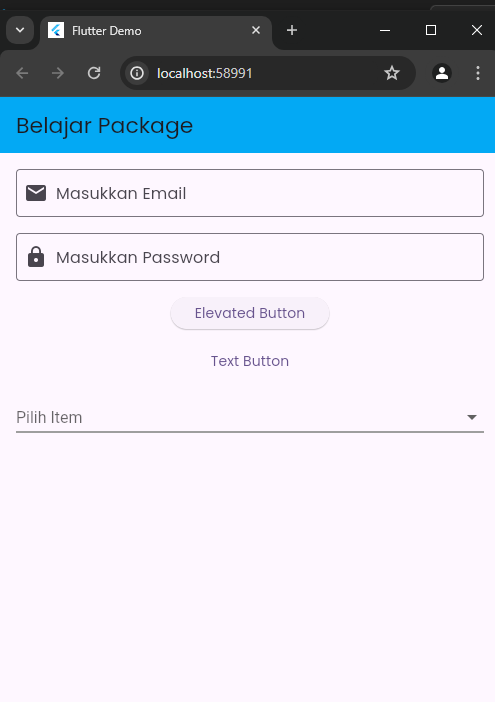 Flutter Demo
localhost:58991
Belajar Package
Masukkan Email
Masukkan Password
Elevated Button
Text Button
Pilih Item